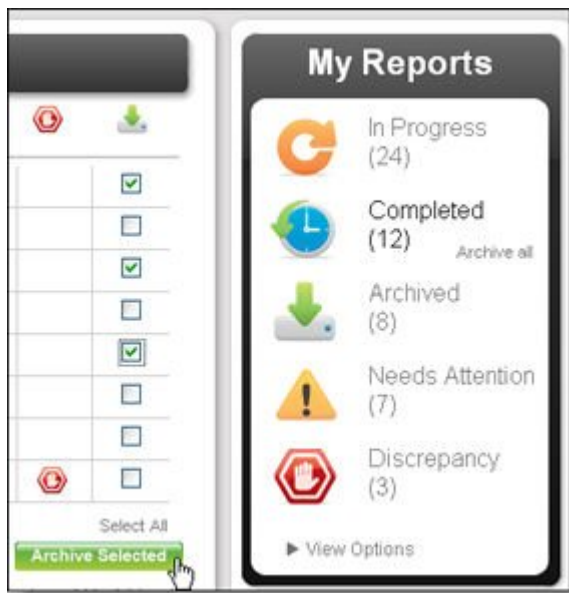 My Reports
In Progress
(24)
Completed
(12)
Archive all
Archived
(8)
Needs Attention
(7)
Discrepancy
(3)
View Options
Select All
Archive Selected